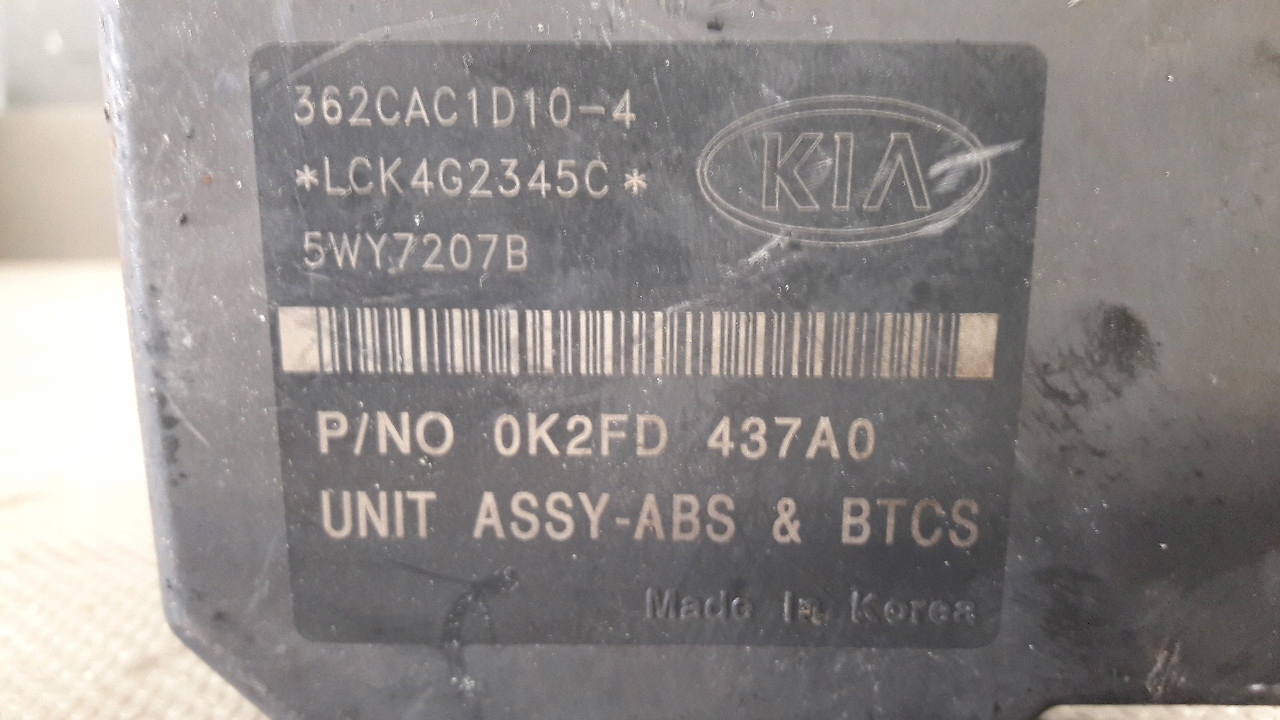 362CAC1D10-4
*LCK4G2345C*
KIA
5WY7207B
P/NO 0K2FD 437A0
UNIT ASSY-ABS & BTCS
Made In Korea